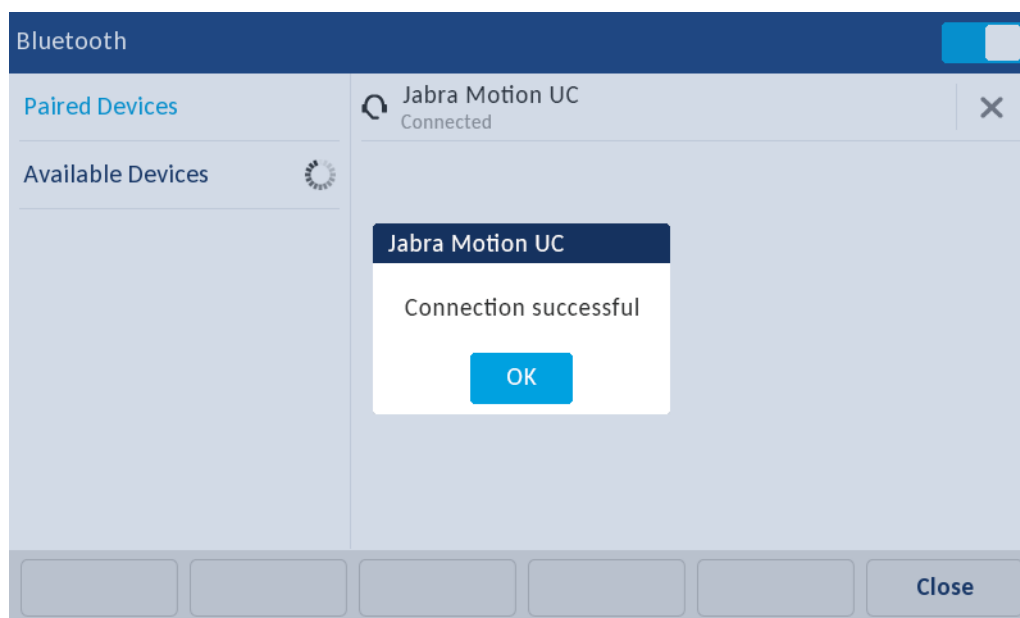 Bluetooth
Paired Devices
Jabra Motion UC
Connected
Available Devices
Jabra Motion UC
Connection successful
OK
Close